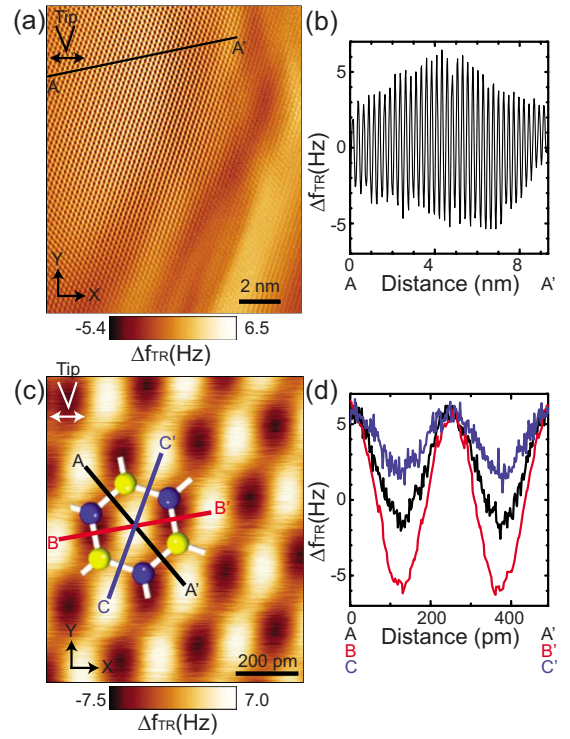 (a)
Tip
A
A'
Y
X
2 nm
-5.4
6.5
ΔfTR(Hz)
(b)
ΔfTR(Hz)
5
0
-5
0
4
8
A
Distance (nm)
A'
(c)
Tip
A
C'
B
B'
C
A'
Y
X
200 pm
-7.5
7.0
ΔfTR(Hz)
(d)
ΔfTR(Hz)
5
0
-5
0
200
400
A
Distance (pm)
A'
B
B'
C
C'